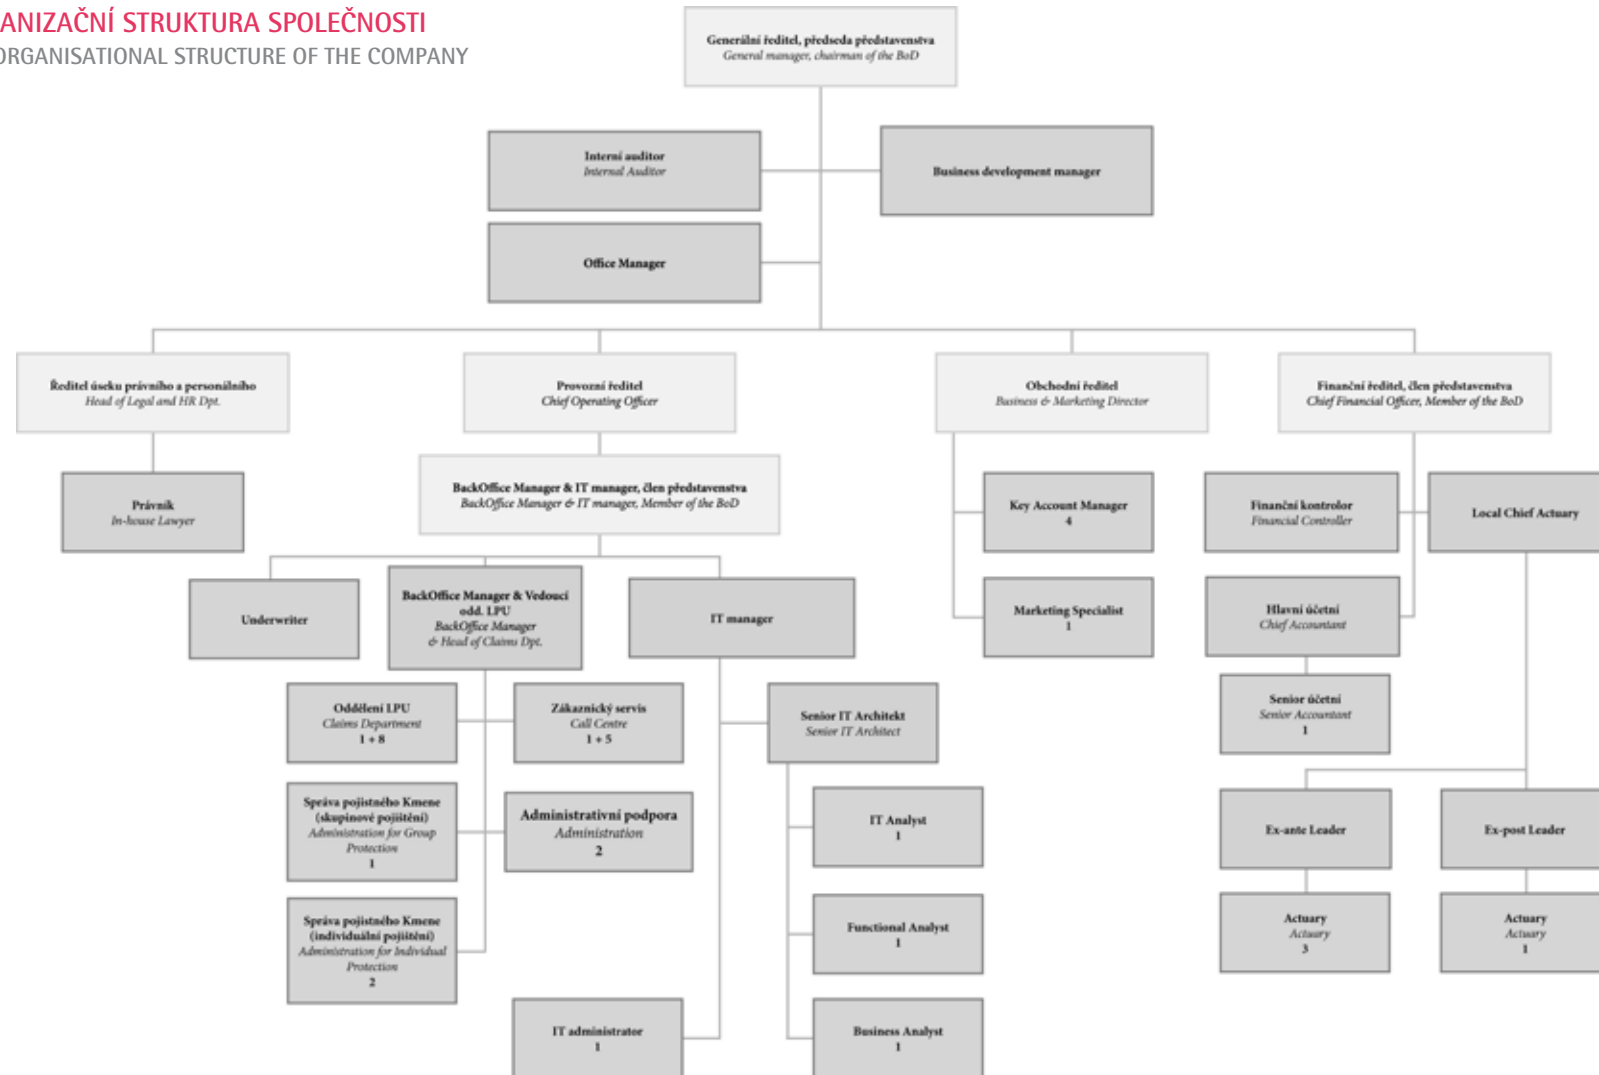 ANIZAČNÍ STRUKTURA SPOLEČNOSTI
ORGANISATIONAL STRUCTURE OF THE COMPANY
Generální ředitel, předseda představenstva
General manager, chairman of the BoD
Interní auditor
Internal Auditor
Business development manager
Office Manager
Ředitel úseku právního a personálního
Head of Legal and HR Dpt.
Provozní ředitel
Chief Operating Officer
Obchodní ředitel
Business & Marketing Director
Finanční ředitel, člen představenstva
Chief Financial Officer, Member of the BoD
Právník
In-house Lawyer
BackOffice Manager & IT manager, člen představenstva
BackOffice Manager & IT manager, Member of the BoD
Key Account Manager
4
Finanční kontrolor
Financial Controller
Local Chief Actuary
Underwriter
BackOffice Manager & Vedoucí
odd. LPU
BackOffice Manager
& Head of Claims Dpt.
IT manager
Marketing Specialist
1
Hlavní účetní
Chief Accountant
Oddělení LPU
Claims Department
1 + 8
Zákaznický servis
Call Centre
1 + 5
Senior IT Architekt
Senior IT Architect
Senior účetní
Senior Accountant
1
Správa pojistného Kmene
(skupinové pojištění)
Administration for Group
Protection
1
Administrativní podpora
Administration
2
IT Analyst
1
Ex-ante Leader
Ex-post Leader
Správa pojistného Kmene
(individuální pojištění)
Administration for Individual
Protection
2
Functional Analyst
1
Actuary
Actuary
3
Actuary
Actuary
1
IT administrator
1
Business Analyst
1